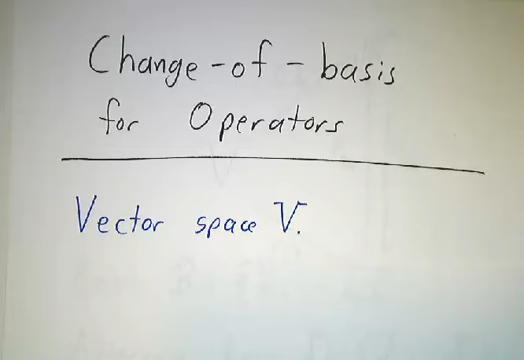 Change-of-basis
for Operators
Vector space V.